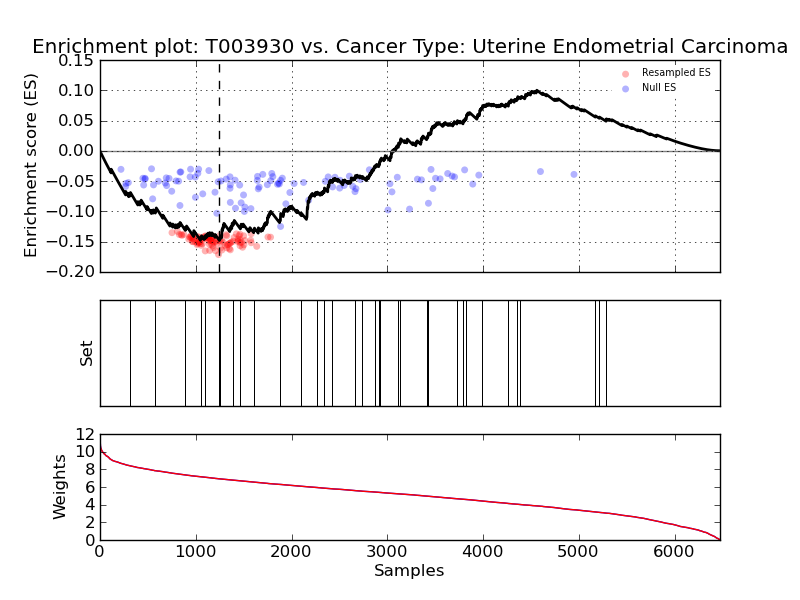 Enrichment plot: T003930 vs. Cancer Type: Uterine Endometrial Carcinoma
0.15
0.10
0.05
0.00
−0.05
−0.10
−0.15
−0.20
Enrichment score (ES)
Resampled ES
Null ES
Set
12
10
8
6
4
2
0
Weights
0 1000 2000 3000 4000 5000 6000
Samples